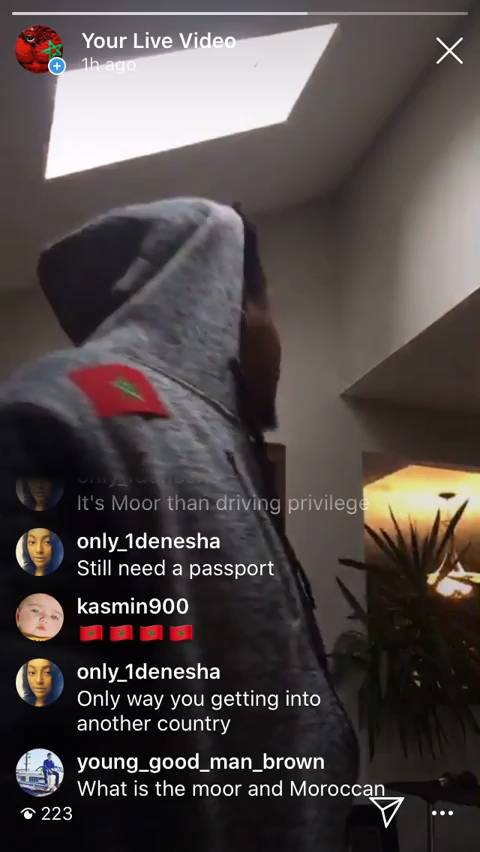 Your Live Video
1h ago
only_1denesha
It's Moor than driving privilege
only_1denesha
Still need a passport
kasmin900
🇲🇦 🇲🇦 🇲🇦 🇲🇦
only_1denesha
Only way you getting into
another country
young_good_man_brown
What is the moor and Moroccan
223